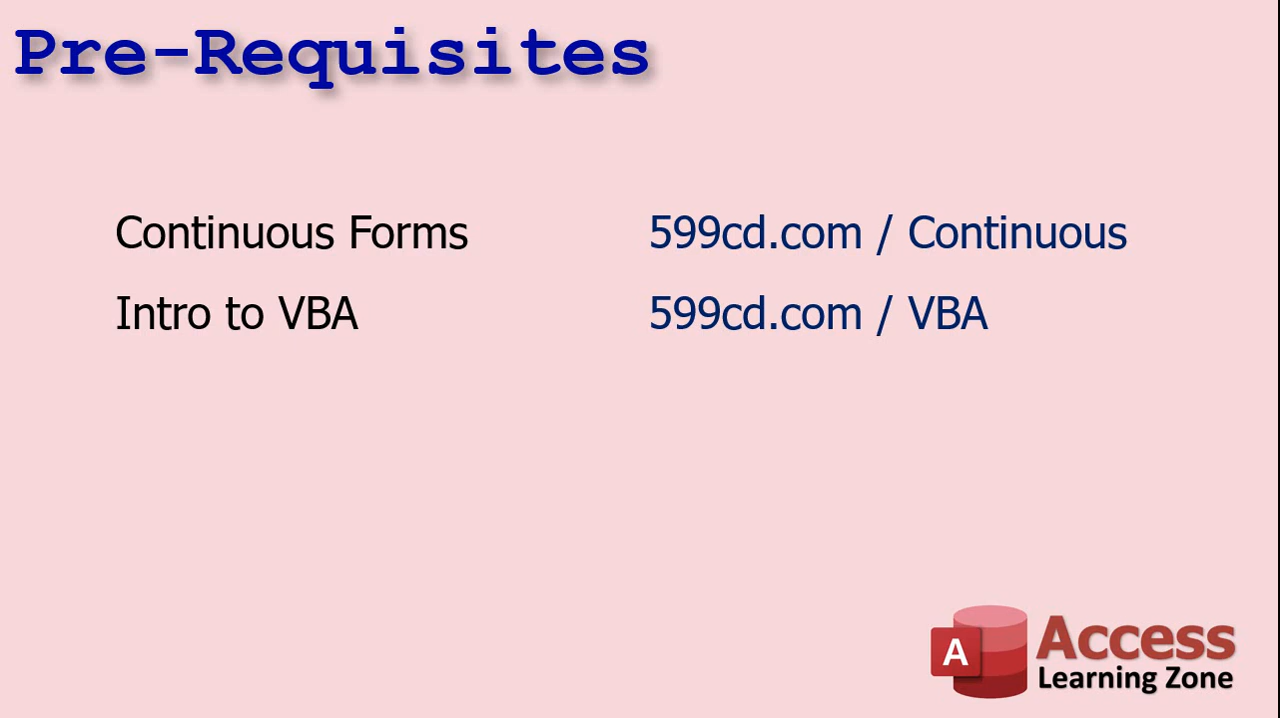 Pre-Requisites
Continuous Forms 599cd.com / Continuous
Intro to VBA 599cd.com / VBA
A Access
Learning Zone